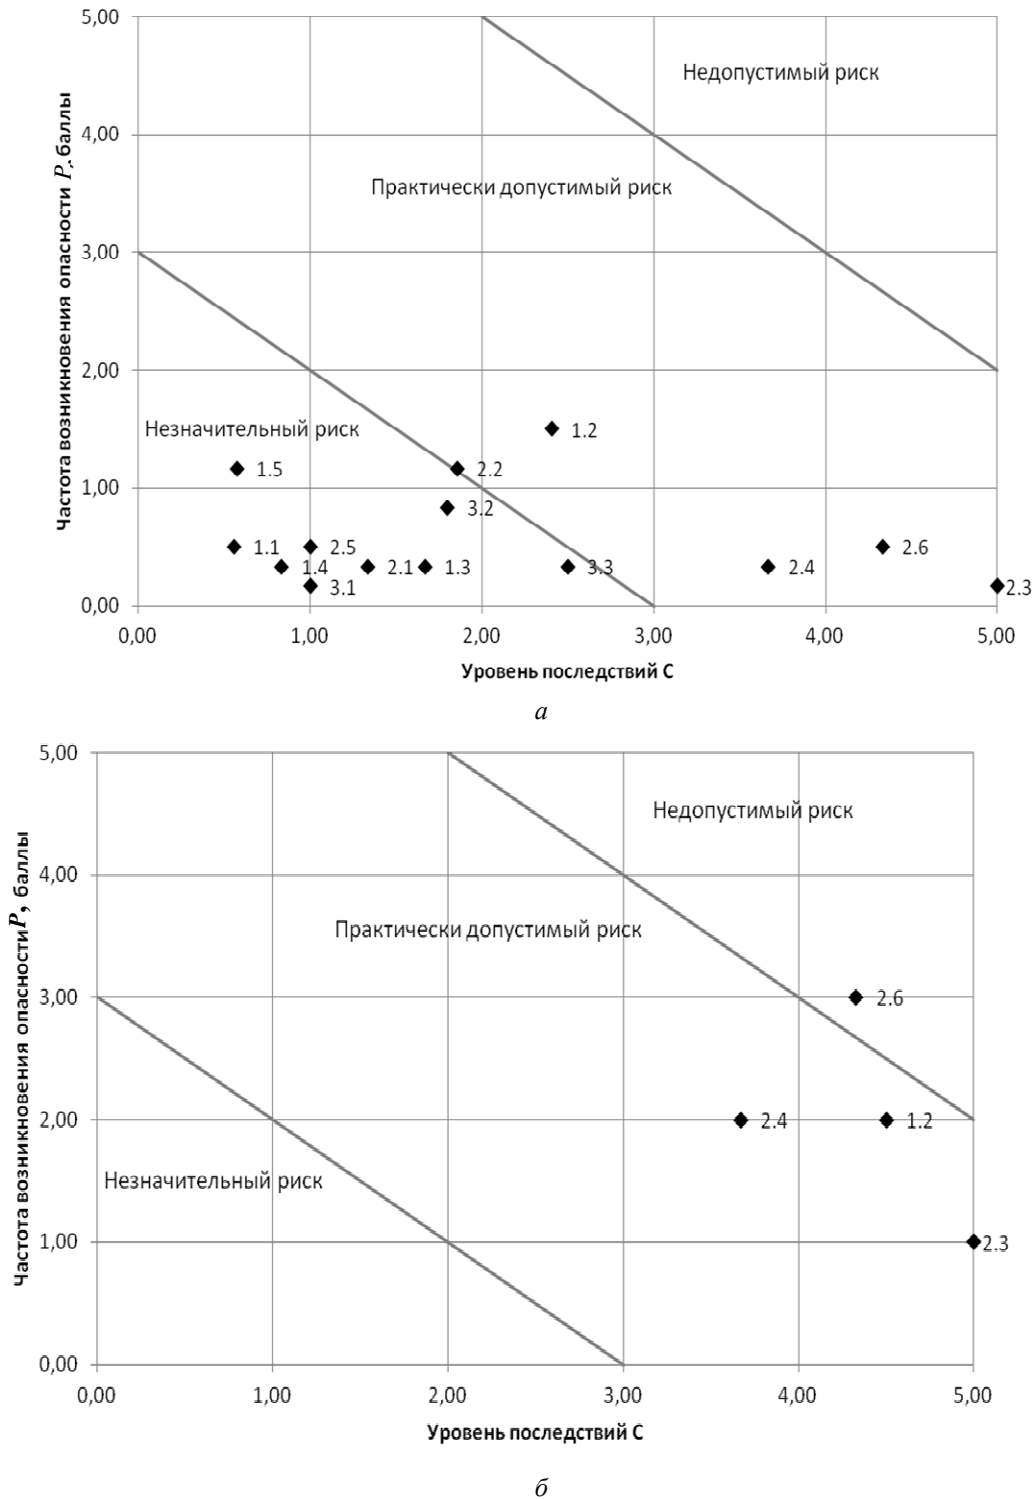 5,00
Недопустимый риск
4,00
Практически допустимый риск
3,00
2,00
Незначительный риск
1.2
1.5
2.2
1,00
3.2
1.1
2.5
2.6
1.4
2.1
1.3
3.3
2.4
3.1
2.3
0,00
0,00 1,00 2,00 3,00 4,00 5,00
Частота возникновения опасности P, баллы
Уровень последствий С
а
5,00
Недопустимый риск
4,00
Практически допустимый риск
3,00
2.6
2,00
2.4
1.2
Незначительный риск
1,00
2.3
0,00
0,00 1,00 2,00 3,00 4,00 5,00
Частота возникновения опасности P, баллы
Уровень последствий С
б